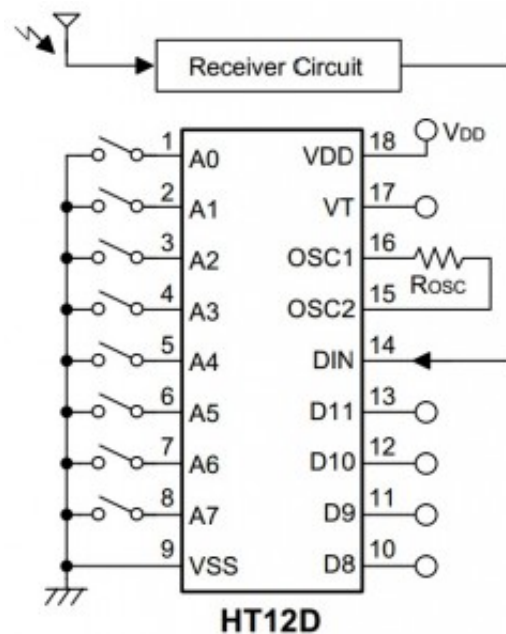 Receiver Circuit
1 A0 VDD 18 VDD
2 A1 VT 17
3 A2 OSC1 16
ROSC
4 A3 OSC2 15
5 A4 DIN 14
6 A5 D11 13
7 A6 D10 12
8 A7 D9 11
9 VSS D8 10
HT12D